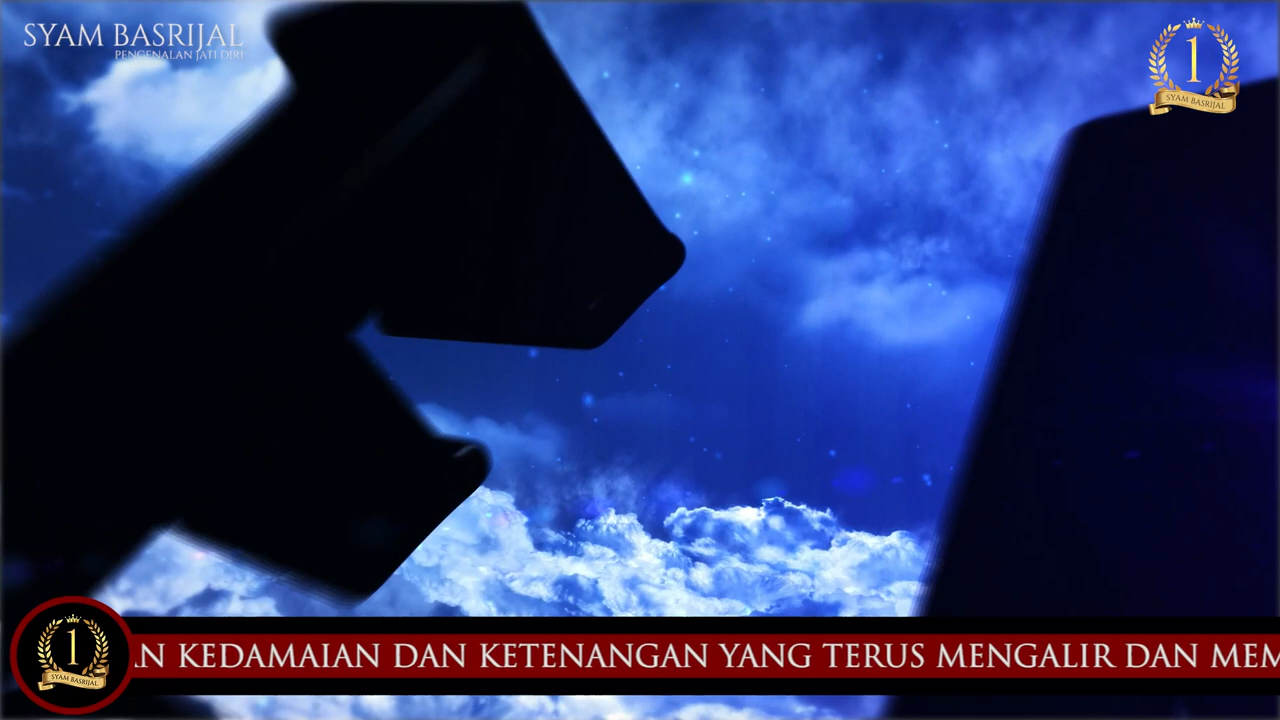 SYAM BASRIJAL
PENGENALAN JATI DIRI
1
SYAM BASRIJAL
1
SYAM BASRIJAL
KEDAMAIAN DAN KETENANGAN YANG TERUS MENGALIR DAN